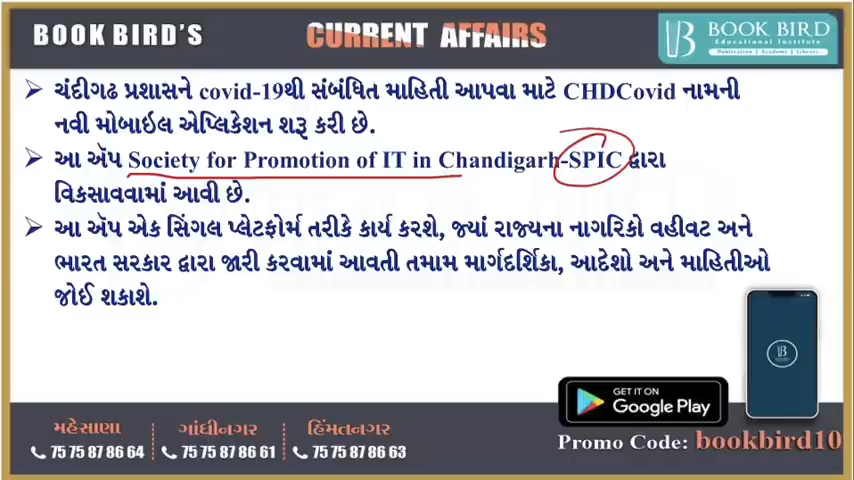 BOOK BIRD'S
CURRENT AFFAIRS
BOOK BIRD
Educational Institute
Publication | Academy | Library
ચંદીગઢ પ્રશાસને covid-19થી સંબંધિત માહિતી આપવા માટે CHDCovid નામની
નવી મોબાઇલ એપ્લિકેશન શરૂ કરી છે.
આ ઍપ Society for Promotion of IT in Chandigarh-SPIC દ્વારા
વિકસાવવામાં આવી છે.
આ ઍપ એક સિંગલ પ્લેટફોર્મ તરીકે કાર્ય કરશે, જ્યાં રાજ્યના નાગરિકો વહીવટ અને
ભારત સરકાર દ્વારા જારી કરવામાં આવતી તમામ માર્ગદર્શિકા, આદેશો અને માહિતીઓ
જોઈ શકાશે.
GET IT ON
Google Play
Promo Code: bookbird10
મહેસાણા
75 75 87 86 64
ગાંધીનગર
75 75 87 86 61
હિંમતનગર
75 75 87 86 63